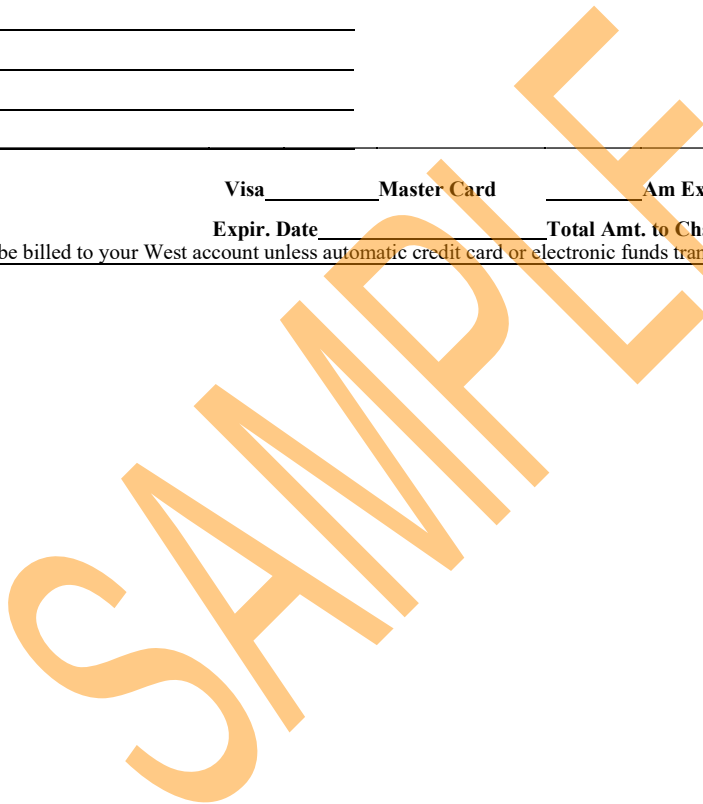 Visa Master Card Am Ex
Expir. Date Total Amt. to Ch
be billed to your West account unless automatic credit card or electronic funds tran
SAMPLE